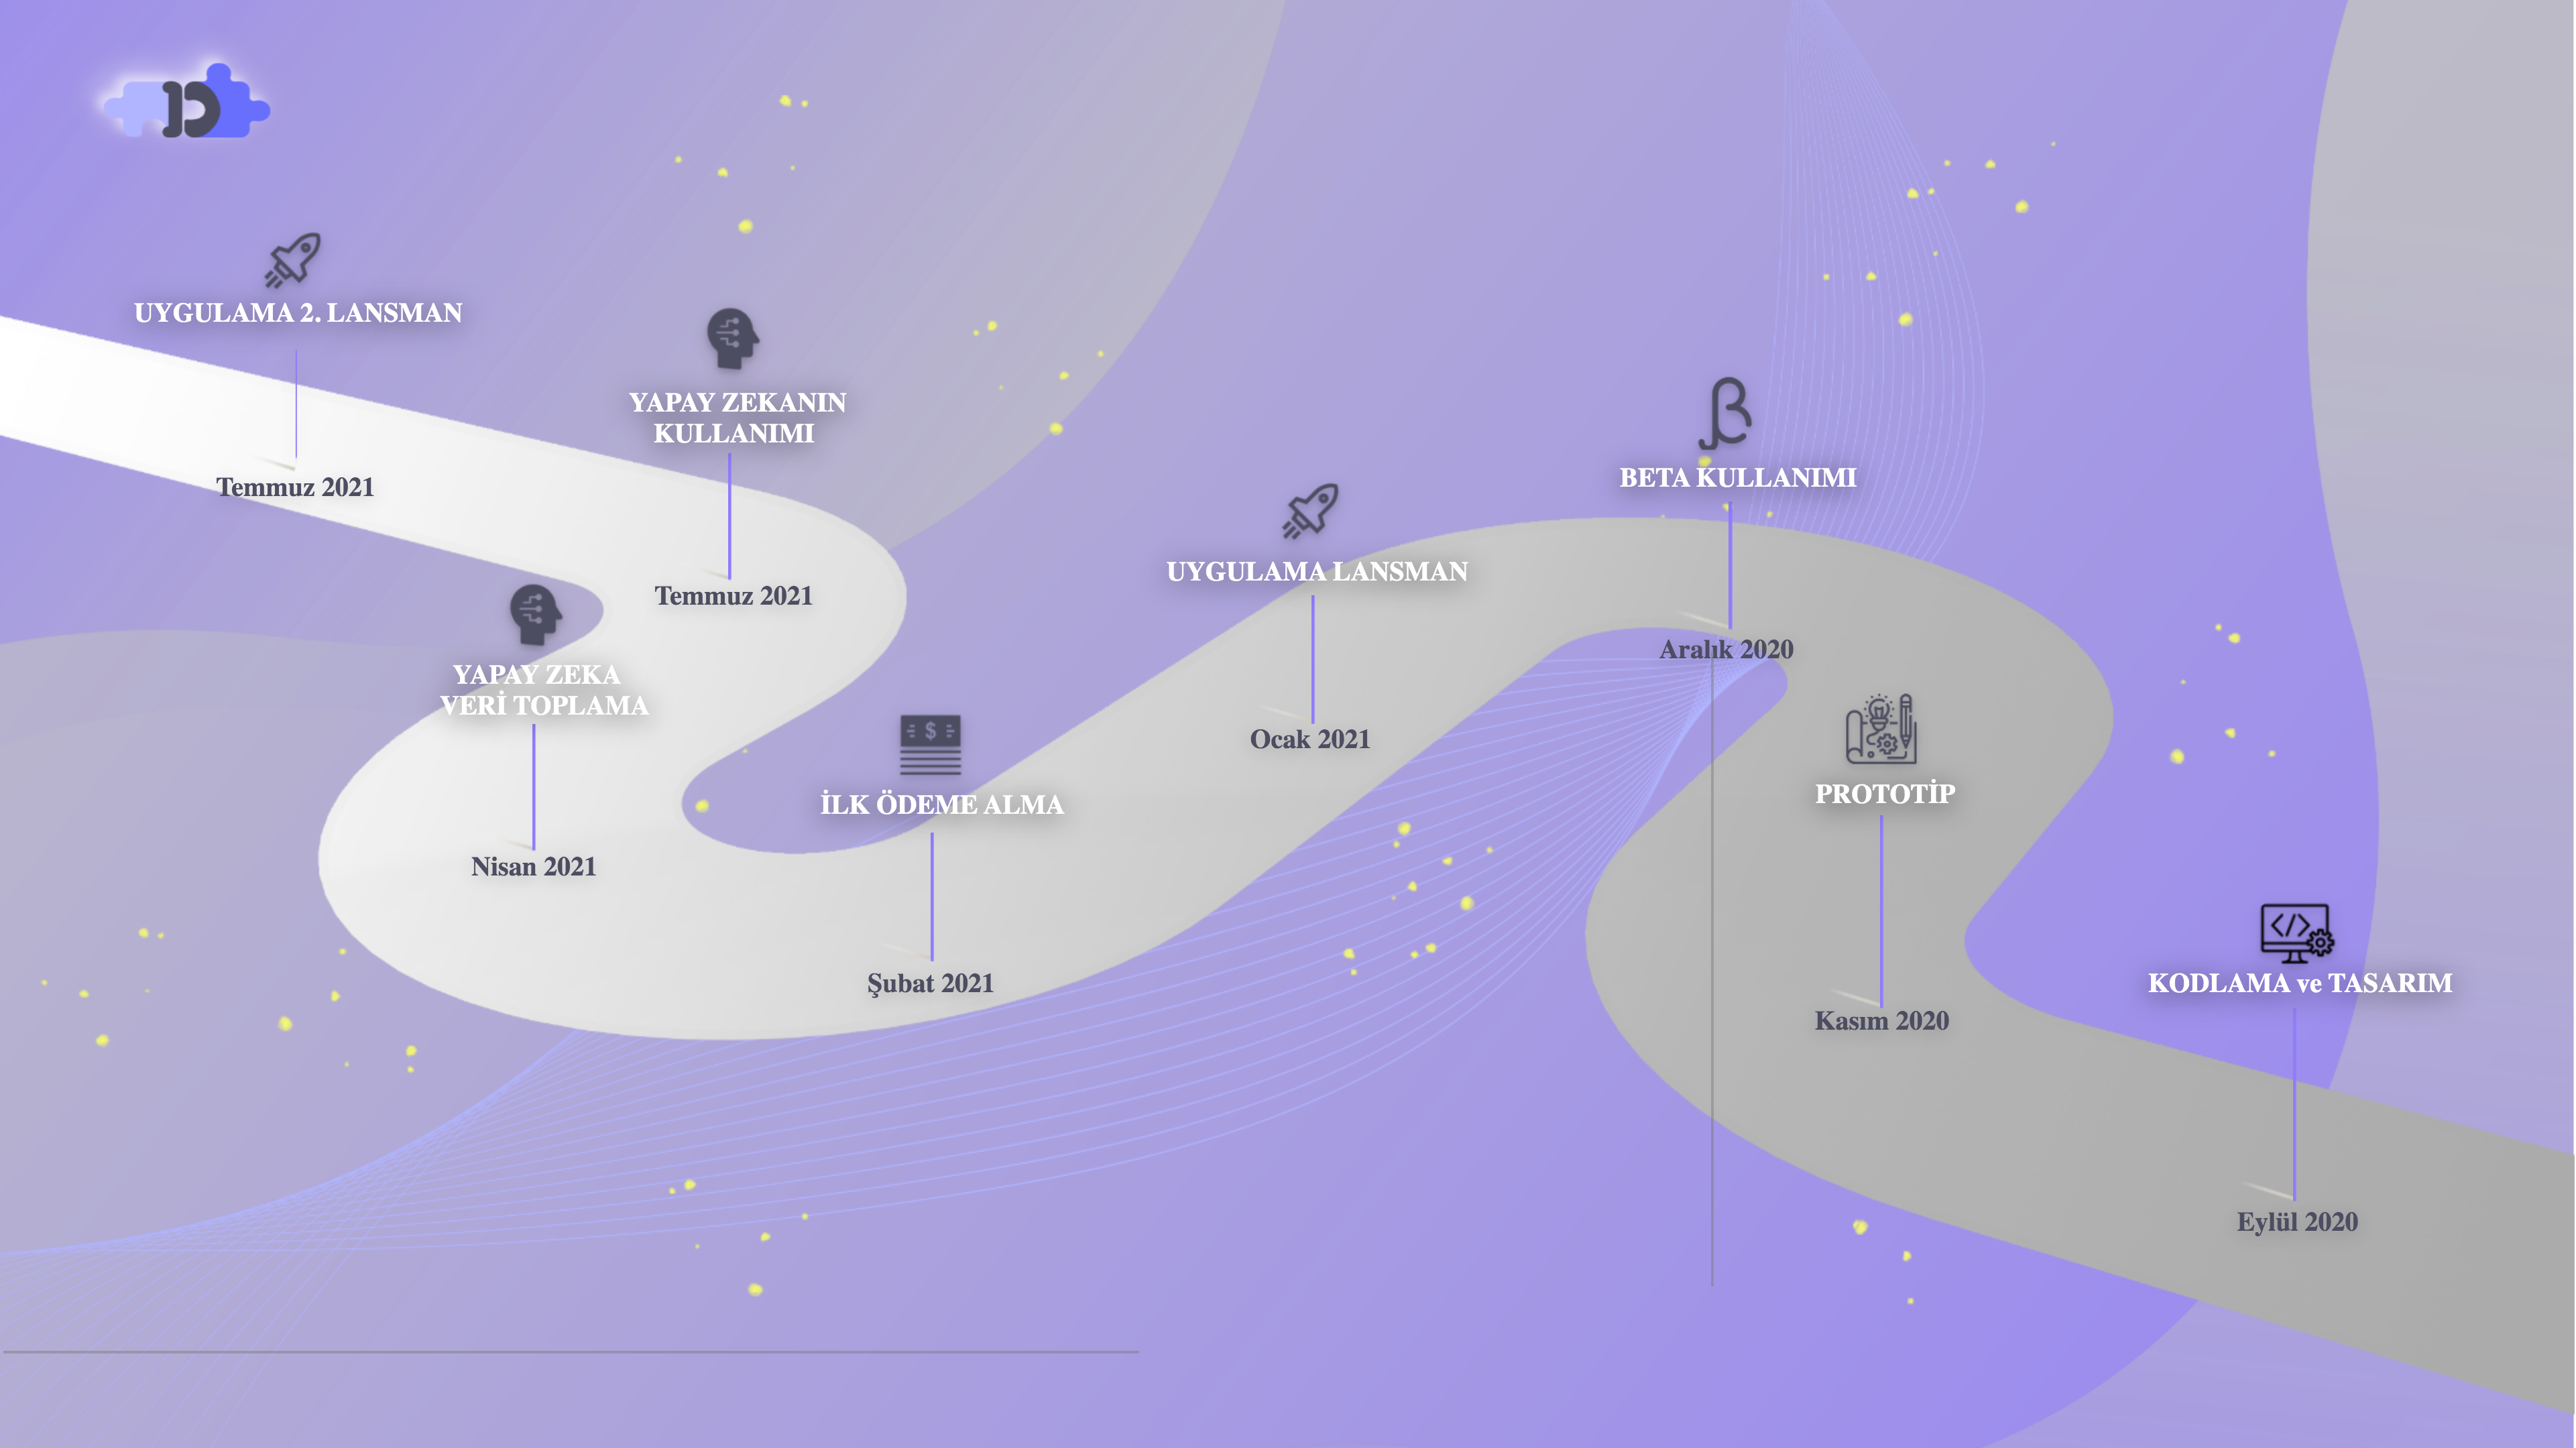 UYGULAMA 2. LANSMAN
Temmuz 2021
YAPAY ZEKANIN
KULLANIMI
Temmuz 2021
YAPAY ZEKA
VERİ TOPLAMA
Nisan 2021
$
İLK ÖDEME ALMA
Şubat 2021
UYGULAMA LANSMAN
Ocak 2021
β
BETA KULLANIMI
Aralık 2020
PROTOTİP
Kasım 2020
</>
KODLAMA ve TASARIM
Eylül 2020